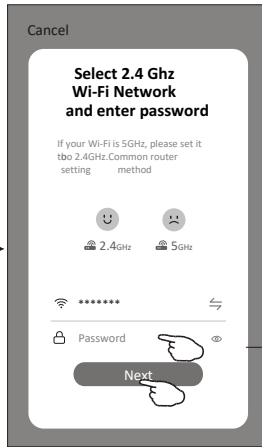 Cancel
Select 2.4 Ghz
Wi-Fi Network
and enter password
If your Wi-Fi is 5GHz, please set it
tbo 2.4GHz.Common router
setting method
2.4GHz 5GHz
*******
Password
Next